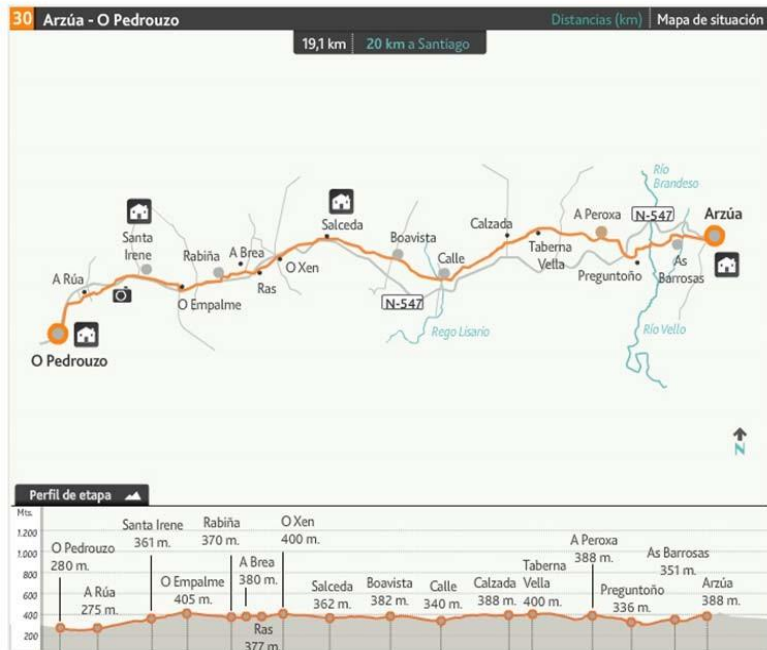 30 Arzúa - O Pedrouzo
Distancias (km) Mapa de situación
19,1 km 20 km a Santiago
Río
Brandeso
N-547
Arzúa
A Peroxa
Salceda
Calzada
Taberna
Vella
Boavista
Calle
Santa
Irene
Rabiña
A Brea
O Xen
Ras
Preguntoño
As
Barrosas
A Rúa
O Empalme
N-547
Rego Lisario
Río Vello
O Pedrouzo
N
Perfil de etapa
Mts.
1.200
1.000
800
600
400
200
O Pedrouzo
280 m.
A Rúa
275 m.
Santa Irene
361 m.
O Empalme
405 m.
Rabiña
370 m.
A Brea
380 m.
Ras
377 m
O Xen
400 m.
Salceda
362 m.
Boavista
382 m.
Calle
340 m.
Calzada
388 m.
Taberna
Vella
400 m.
A Peroxa
388 m.
Preguntoño
336 m.
As Barrosas
351 m.
Arzúa
388 m.